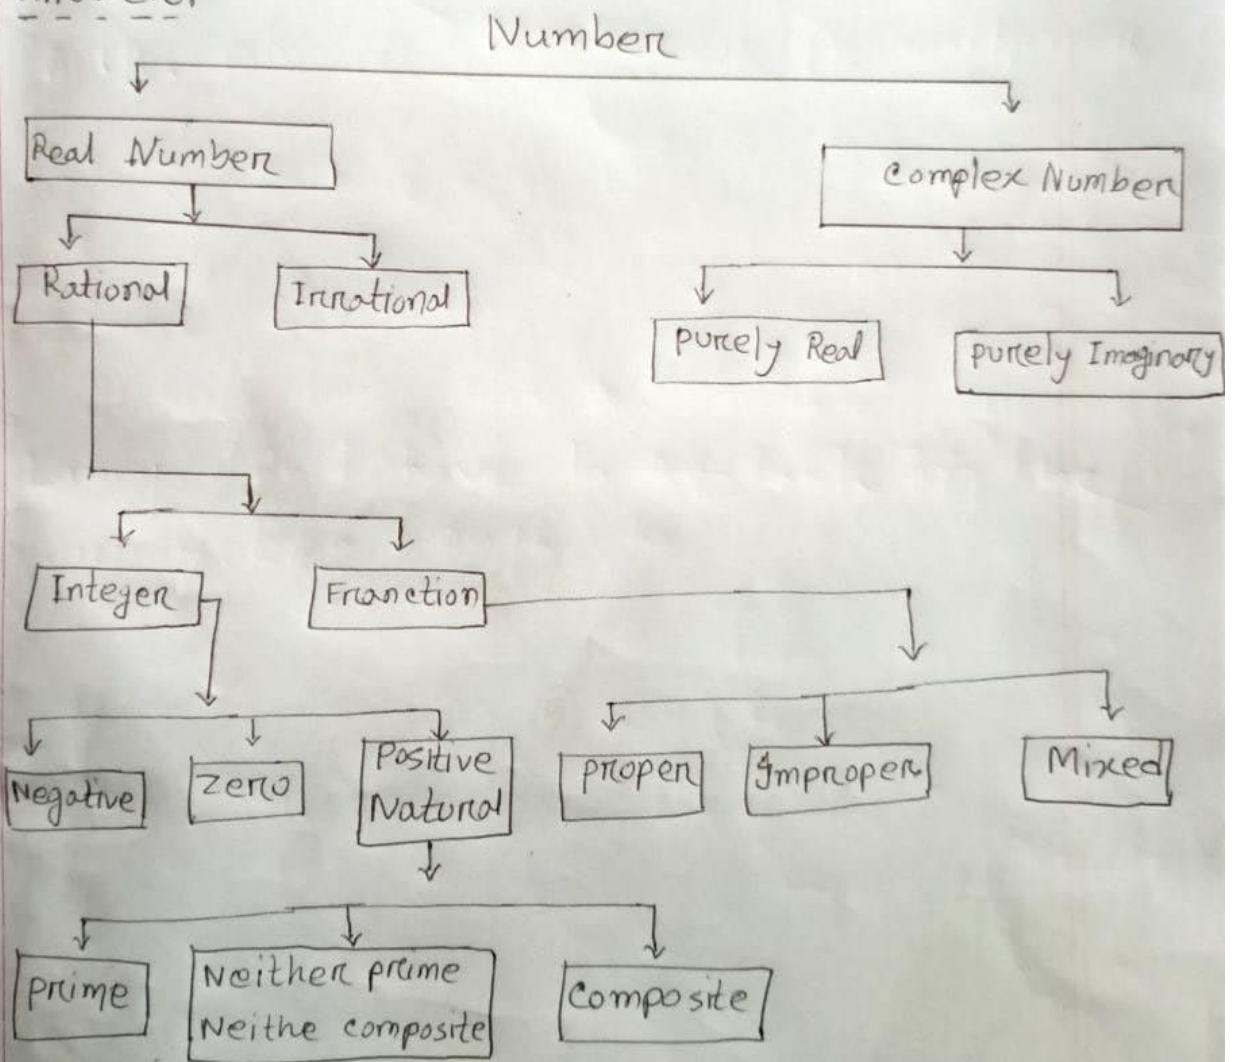 Number
Real Number
Complex Number
Rational
Irrational
Purely Real
Purely Imaginary
Integer
Franction
Negative
Zero
Positive
Natural
Proper
Improper
Mixed
Prime
Neither prime
Neithe composite
Composite